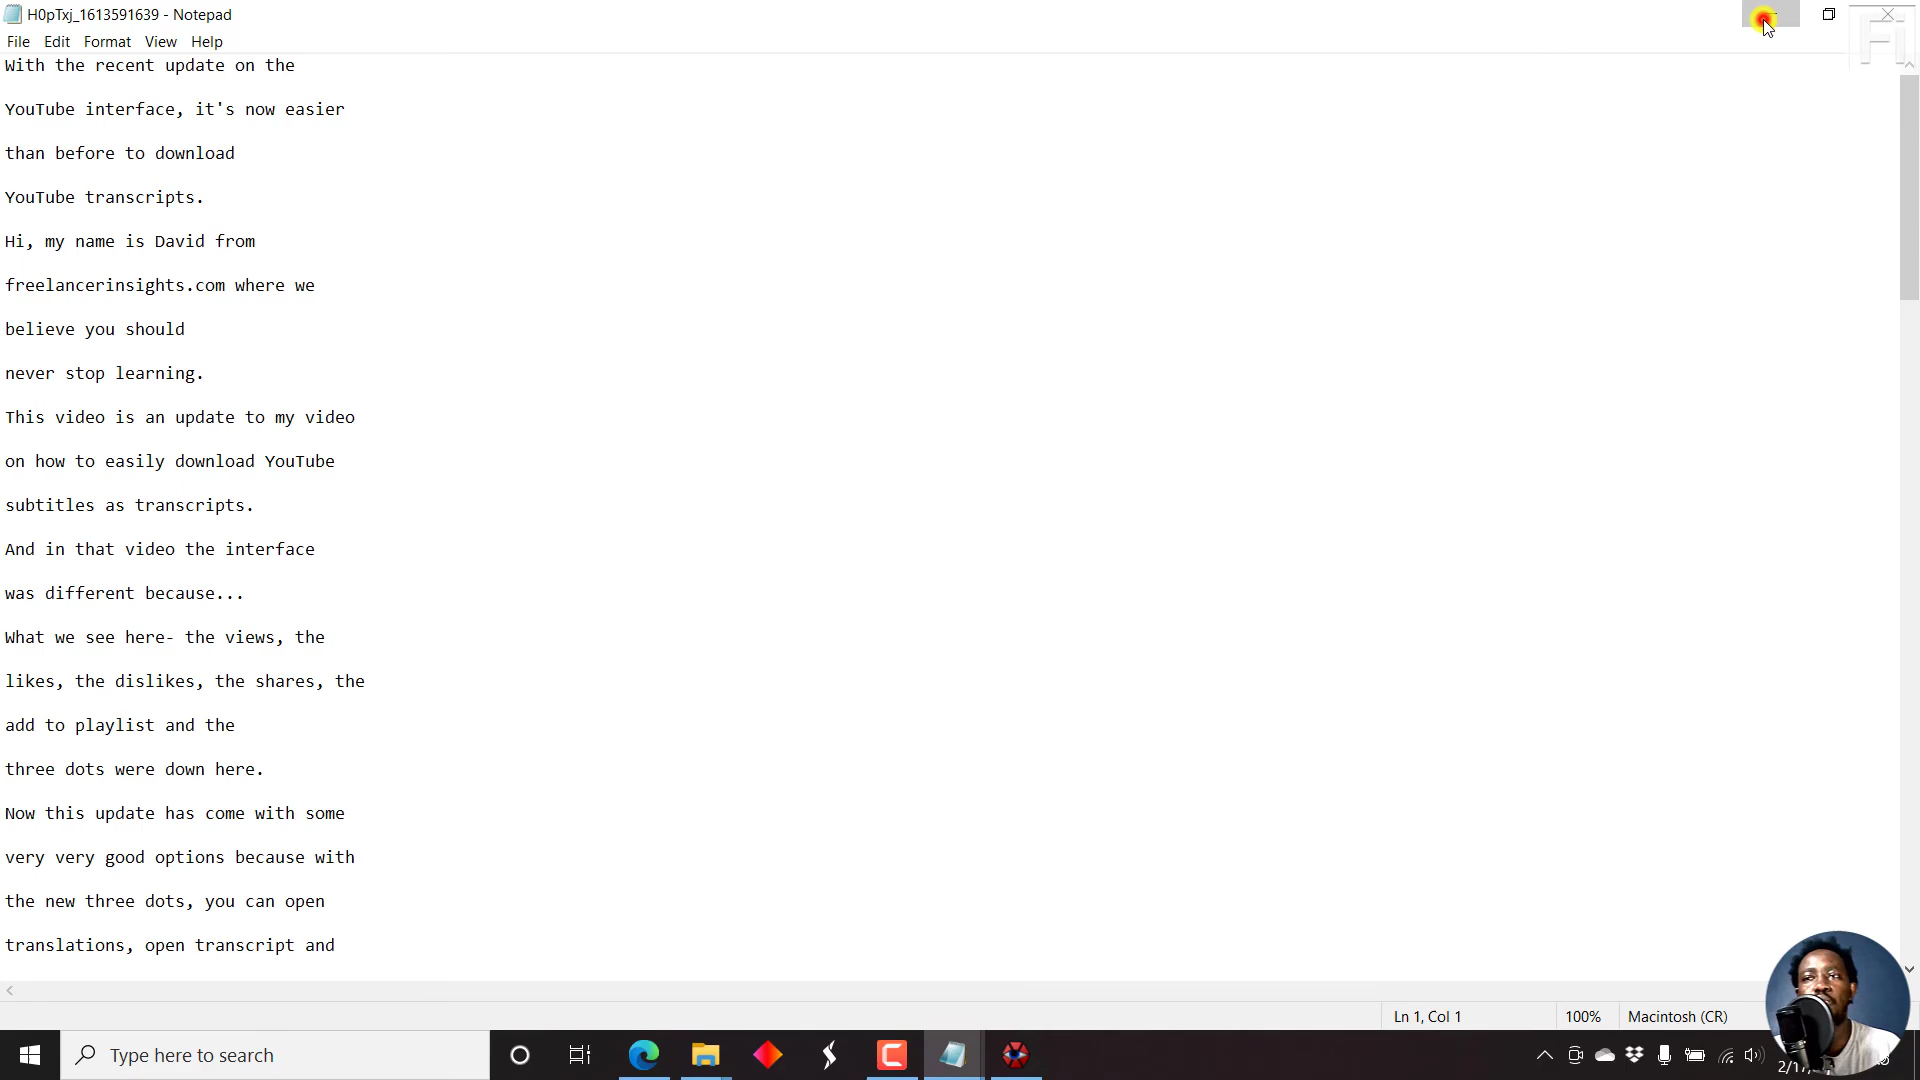 H0pTxj_1613591639 - Notepad
File Edit Format View Help
With the recent update on the
YouTube interface, it's now easier
than before to download
YouTube transcripts.
Hi, my name is David from
freelancerinsights.com where we
believe you should
never stop learning.
This video is an update to my video
on how to easily download YouTube
subtitles as transcripts.
And in that video the interface
was different because...
What we see here- the views, the
likes, the dislikes, the shares, the
add to playlist and the
three dots were down here.
Now this update has come with some
very very good options because with
the new three dots, you can open
translations, open transcript and
Ln 1, Col 1 100% Macintosh (CR)
Type here to search